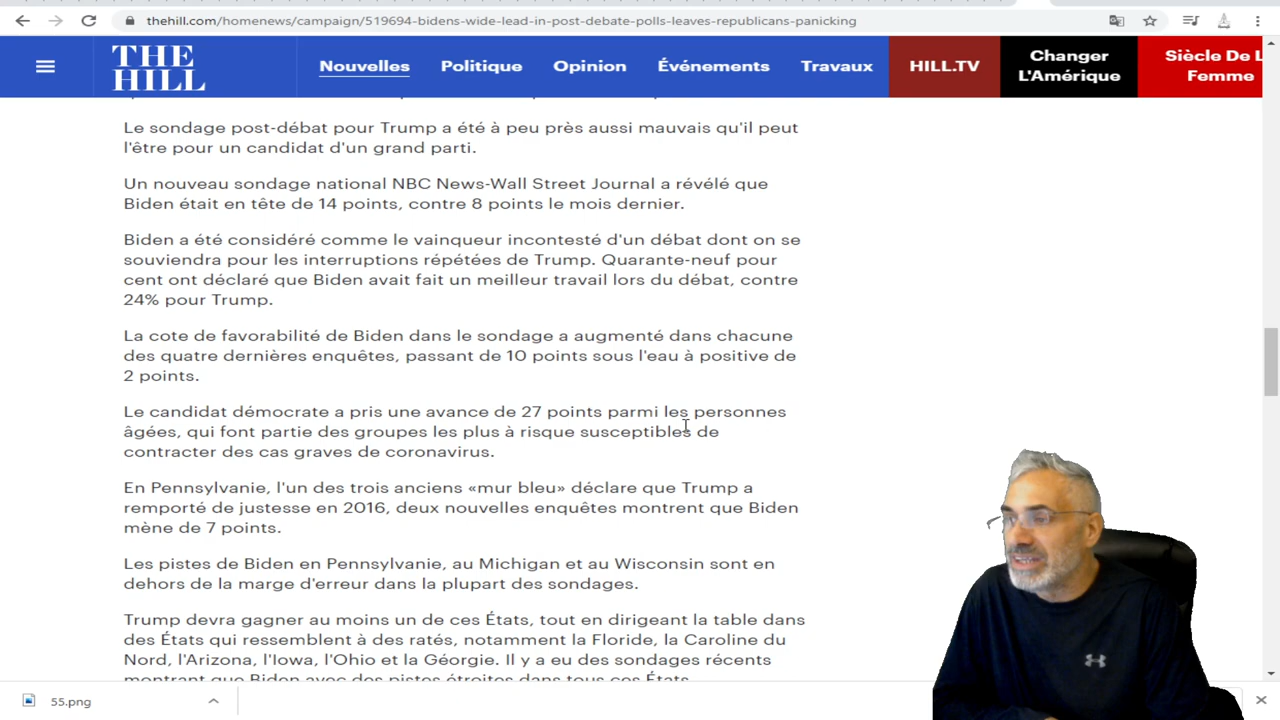 thehill.com/homenews/campaign/519694-bidens-wide-lead-in-post-debate-polls-leaves-republicans-panicking
THE
HILL
Nouvelles
Politique
Opinion
Événements
Travaux
HILL.TV
Changer
L'Amérique
Siècle De L
Femme
Le sondage post-débat pour Trump a été à peu près aussi mauvais qu'il peut
l'être pour un candidat d'un grand parti.
Un nouveau sondage national NBC News-Wall Street Journal a révélé que
Biden était en tête de 14 points, contre 8 points le mois dernier.
Biden a été considéré comme le vainqueur incontesté d'un débat dont on se
souviendra pour les interruptions répétées de Trump. Quarante-neuf pour
cent ont déclaré que Biden avait fait un meilleur travail lors du débat, contre
24% pour Trump.
La cote de favorabilité de Biden dans le sondage a augmenté dans chacune
des quatre dernières enquêtes, passant de 10 points sous l'eau à positive de
2 points.
Le candidat démocrate a pris une avance de 27 points parmi les personnes
âgées, qui font partie des groupes les plus à risque susceptibles de
contracter des cas graves de coronavirus.
En Pennsylvanie, l'un des trois anciens «mur bleu» déclare que Trump a
remporté de justesse en 2016, deux nouvelles enquêtes montrent que Biden
mène de 7 points.
Les pistes de Biden en Pennsylvanie, au Michigan et au Wisconsin sont en
dehors de la marge d'erreur dans la plupart des sondages.
Trump devra gagner au moins un de ces États, tout en dirigeant la table dans
des États qui ressemblent à des ratés, notamment la Floride, la Caroline du
Nord, l'Arizona, l'Iowa, l'Ohio et la Géorgie. Il y a eu des sondages récents
montrant que Biden avec des pistes étroites dans tous ces États.
55.png